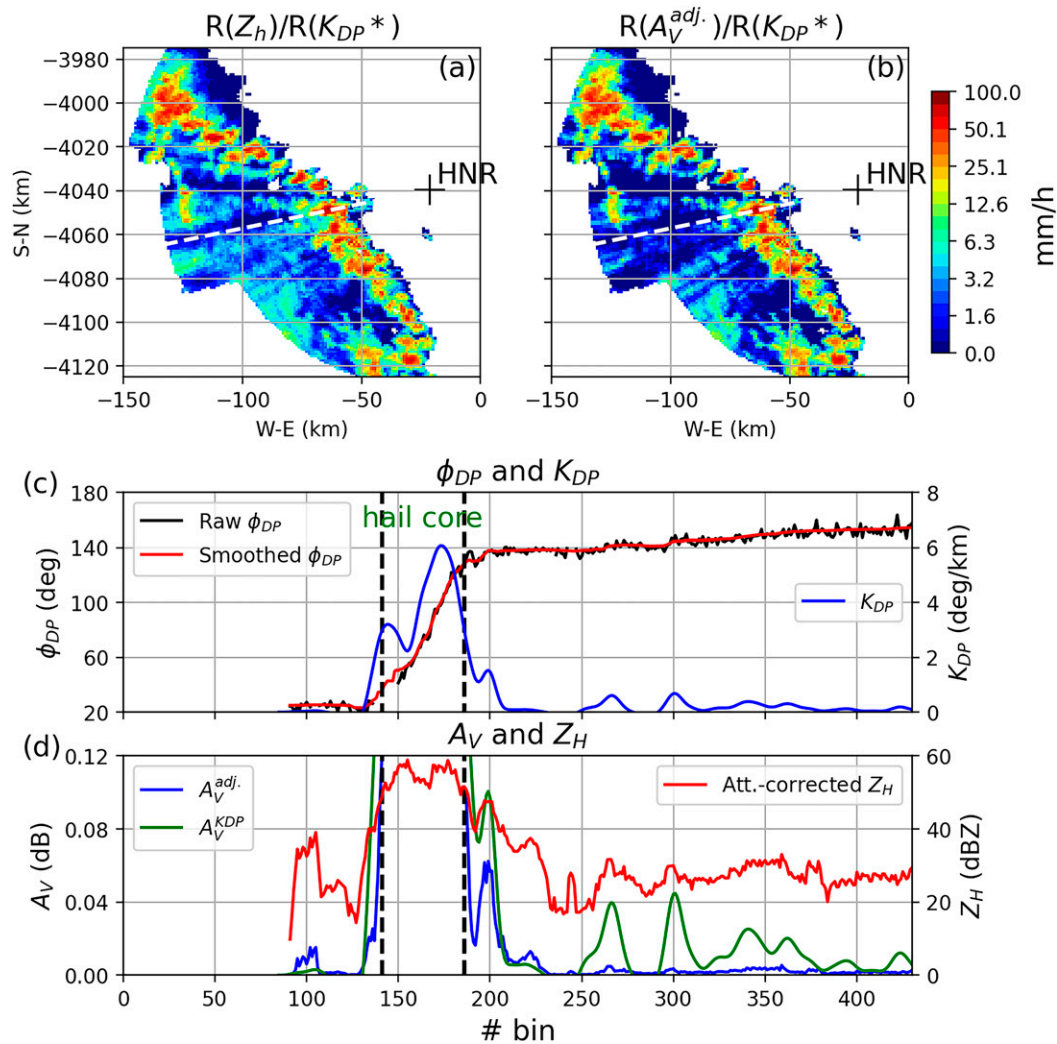 R(Z_h)/R(K_DP *)
R(A_V^adj.)/R(K_DP *)
(a)
(b)
HNR
HNR
−3980
−4000
−4020
−4040
−4060
−4080
−4100
−4120
S-N (km)
−150 −100 −50 0
−150 −100 −50 0
W-E (km)
W-E (km)
100.0
50.1
25.1
12.6
6.3
3.2
1.6
0.0
mm/h
(c)
ϕ_DP and K_DP
180
140
100
60
20
ϕ_DP (deg)
Raw ϕ_DP
Smoothed ϕ_DP
hail core
K_DP
8
6
4
2
0
K_DP (deg/km)
(d)
A_V and Z_H
0.12
0.08
0.04
0.00
A_V (dB)
A_V^adj.
A_V^KDP
Att.-corrected Z_H
60
40
20
0
Z_H (dBZ)
0 50 100 150 200 250 300 350 400
# bin